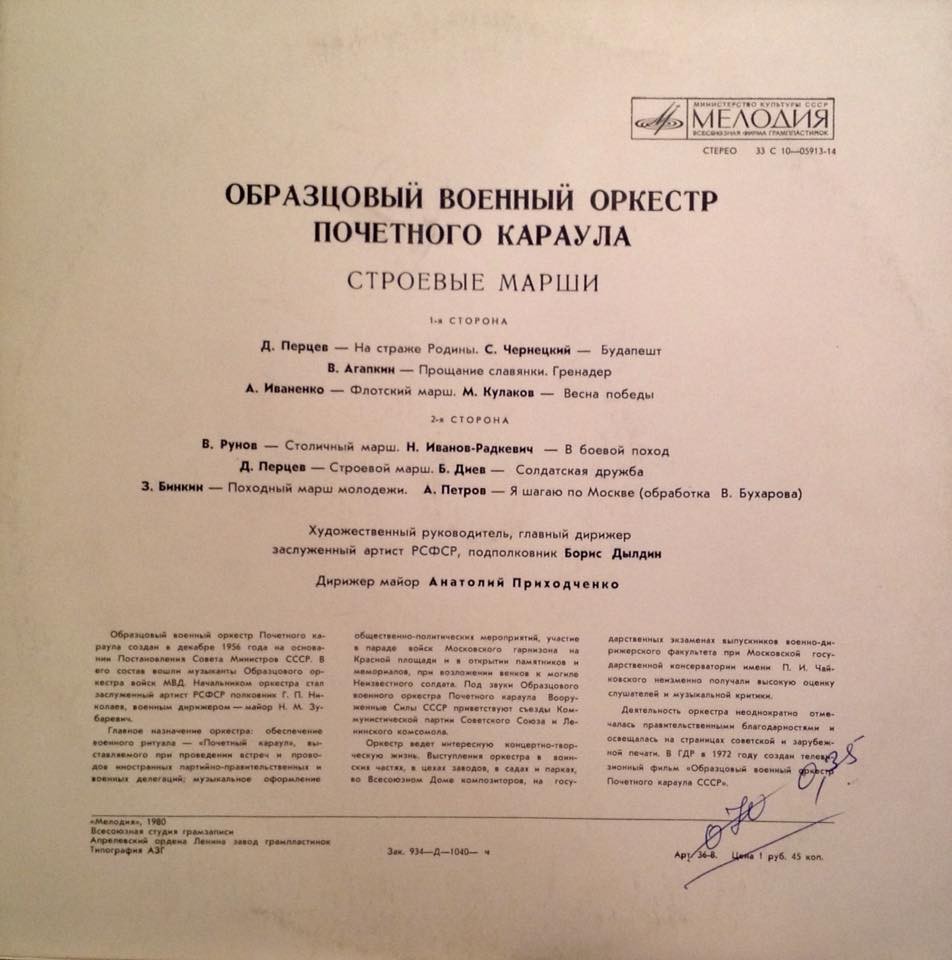 МИНИСТЕРСТВО КУЛЬТУРЫ СССР
МЕЛОДИЯ
ВСЕСОЮЗНАЯ ФИРМА ГРАМПЛАСТИНОК
СТЕРЕО 33 С 10—05913-14
ОБРАЗЦОВЫЙ ВОЕННЫЙ ОРКЕСТР
ПОЧЕТНОГО КАРАУЛА
СТРОЕВЫЕ МАРШИ
1-я СТОРОНА
Д. Перцев — На страже Родины. С. Чернецкий — Будапешт
В. Агапкин — Прощание славянки. Гренадер
А. Иваненко — Флотский марш. М. Кулаков — Весна победы
2-я СТОРОНА
В. Рунов — Столичный марш. Н. Иванов-Радкевич — В боевой поход
Д. Перцев — Строевой марш. Б. Диев — Солдатская дружба
З. Бинкин — Походный марш молодежи. А. Петров — Я шагаю по Москве (обработка В. Бухарова)
Художественный руководитель, главный дирижер
заслуженный артист РСФСР, подполковник Борис Дылдин
Дирижер майор Анатолий Приходченко
Образцовый военный оркестр Почетного ка-
раула создан в декабре 1956 года на основа-
нии Постановления Совета Министров СССР. В
его состав вошли музыканты Образцового ор-
кестра войск МВД. Начальником оркестра стал
заслуженный артист РСФСР полковник Г. П. Ни-
колаев, военным дирижером — майор Н. М. Зу-
баревич.
Главное назначение оркестра: обеспечение
военного ритуала — «Почетный караул», вы-
ставляемого при проведении встреч и прово-
дов иностранных партийно-правительственных и
военных делегаций; музыкальное оформление
общественно-политических мероприятий, участие
в параде войск Московского гарнизона на
Красной площади и в открытии памятников и
мемориалов, при возложении венков к могиле
Неизвестного солдата. Под звуки Образцового
военного оркестра Почетного караула Воору-
женные Силы СССР приветствуют съезды Ком-
мунистической партии Советского Союза и Ле-
нинского комсомола.
Оркестр ведет интересную концертно-твор-
ческую жизнь. Выступления оркестра в воин-
ских частях, в цехах заводов, в садах и парках,
во Всесоюзном Доме композиторов, на госу-
дарственных экзаменах выпускников военно-ди-
рижерского факультета при Московской госу-
дарственной консерватории имени П. И. Чай-
ковского неизменно получали высокую оценку
слушателей и музыкальной критики.
Деятельность оркестра неоднократно отме-
чалась правительственными благодарностями и
освещалась на страницах советской и зарубеж-
ной печати. В ГДР в 1972 году создан телеви-
зионный фильм «Образцовый военный оркестр
Почетного караула СССР».
«Мелодия», 1980
Всесоюзная студия грамзаписи
Апрелевский ордена Ленина завод грампластинок
Типография АЗГ
Зак. 934—Д—1040— ч
Арт. 36-8. Цена 1 руб. 45 коп.
070
0,35